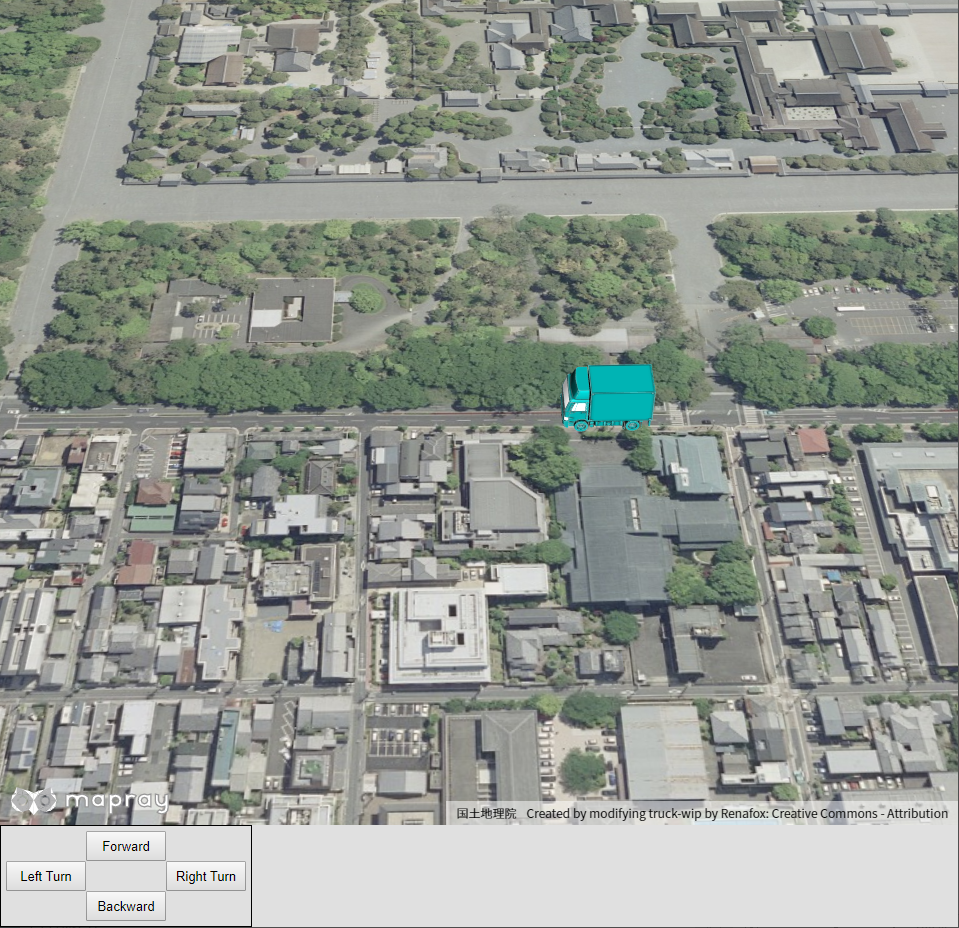 mapray
国土地理院 Created by modifying truck-wip by Renafox: Creative Commons - Attribution
Forward
Left Turn Right Turn
Backward